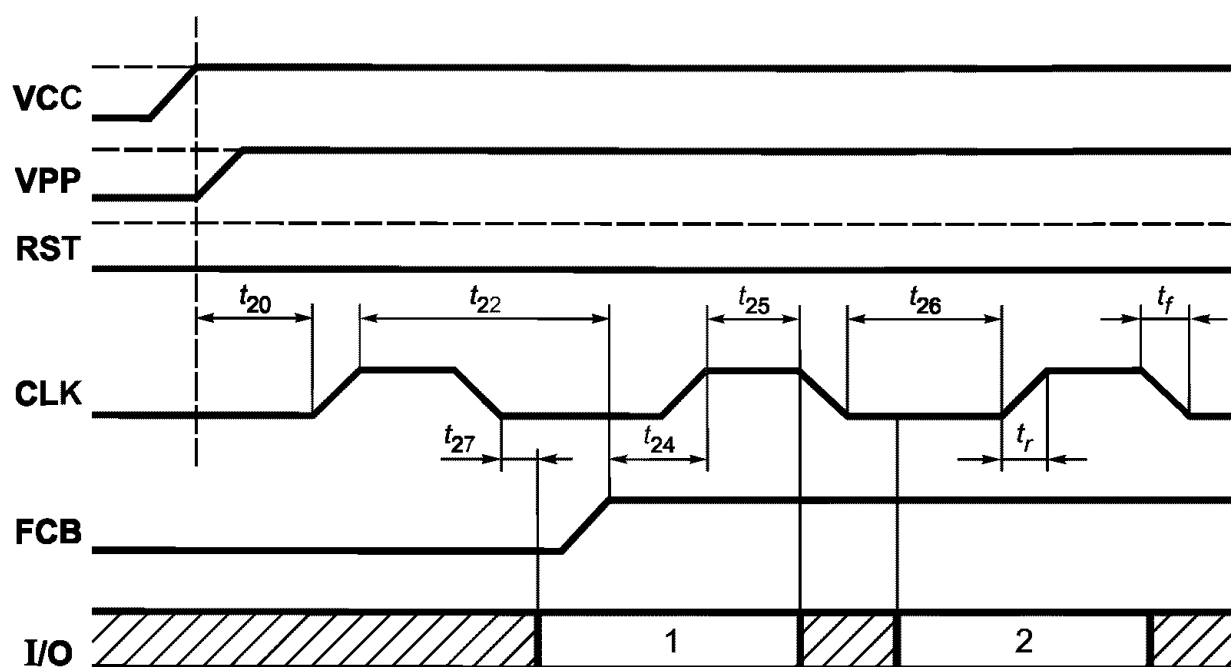 VCC
VPP
RST
t20 t22 t25 t26 tf
CLK
t27 t24 tr
FCB
I/O 1 2